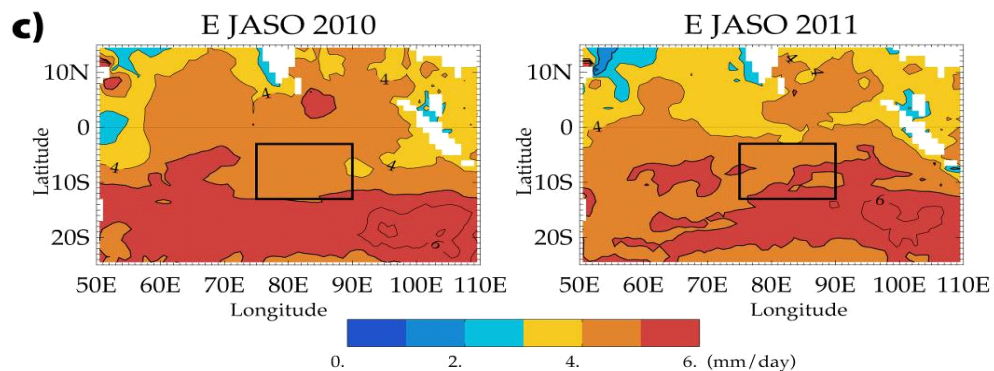 c)
E JASO 2010
E JASO 2011
10N
0
10S
20S
Latitude
4
4
4
4
6
50E 60E 70E 80E 90E 100E 110E
Longitude
10N
0
10S
20S
Latitude
4
4
4
6
50E 60E 70E 80E 90E 100E 110E
Longitude
0. 2. 4. 6. (mm/day)